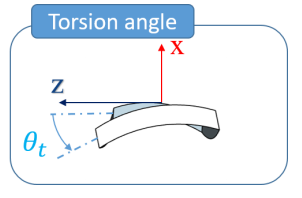 Torsion angle
X
Z
θt